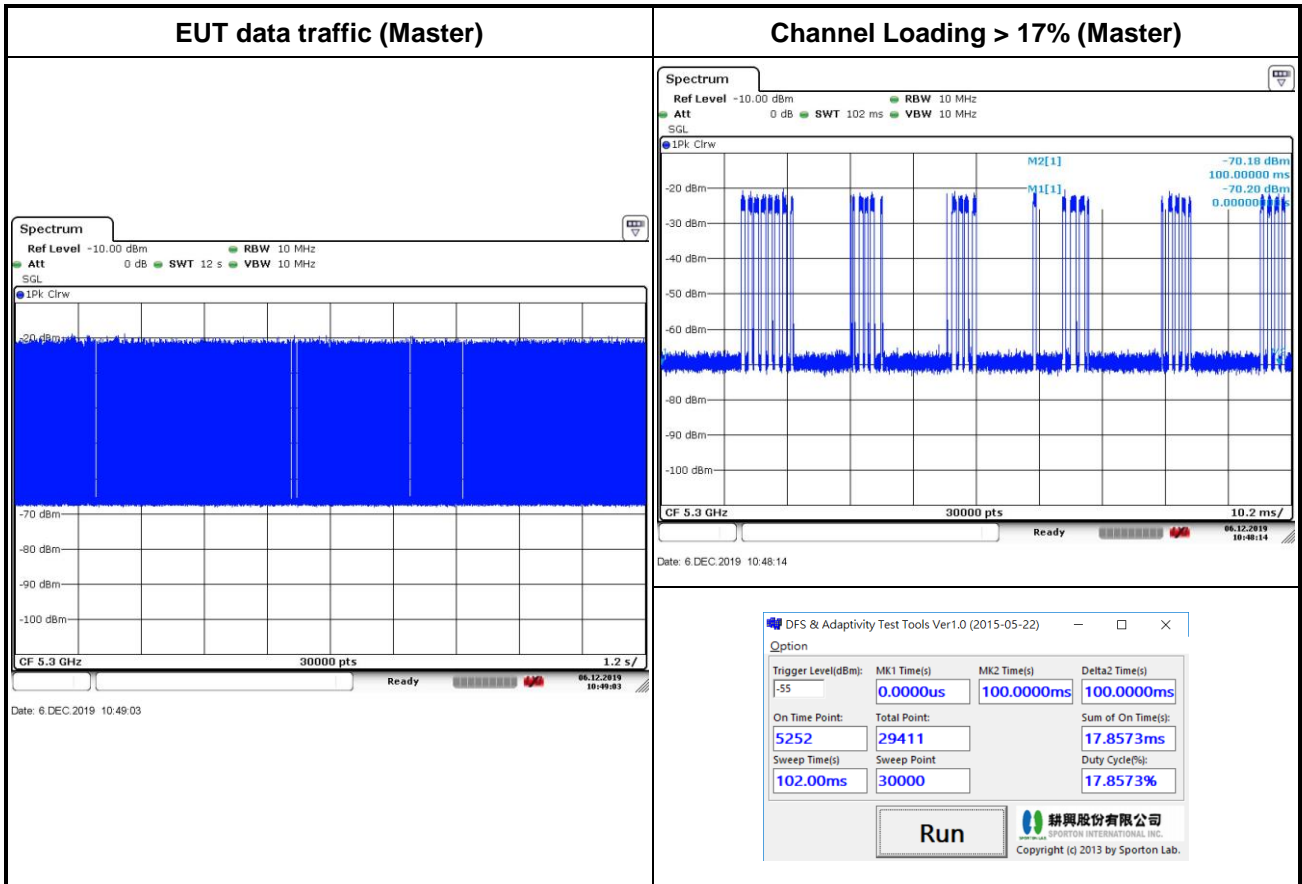 EUT data traffic (Master)
Channel Loading > 17% (Master)
Spectrum
Ref Level -10.00 dBm RBW 10 MHz
Att 0 dB SWT 12 s VBW 10 MHz
SGL
1Pk Clrw
-20 dBm
-70 dBm
-80 dBm
-90 dBm
-100 dBm
CF 5.3 GHz 30000 pts 1.2 s/
Ready 06.12.2019
10:49:03
Date: 6.DEC.2019 10:49:03
Spectrum
Ref Level -10.00 dBm RBW 10 MHz
Att 0 dB SWT 102 ms VBW 10 MHz
SGL
1Pk Clrw
M2[1] -70.18 dBm
100.00000 ms
-20 dBm M1[1] -70.20 dBm
-30 dBm
-40 dBm
-50 dBm
-60 dBm
-80 dBm
-90 dBm
-100 dBm
CF 5.3 GHz 30000 pts 10.2 ms/
Ready 06.12.2019
10:48:14
Date: 6.DEC.2019 10:48:14
DFS & Adaptivity Test Tools Ver1.0 (2015-05-22)
Option
Trigger Level(dBm): MK1 Time(s) MK2 Time(s) Delta2 Time(s)
-55 0.0000us 100.0000ms 100.0000ms
On Time Point: Total Point: Sum of On Time(s):
5252 29411 17.8573ms
Sweep Time(s) Sweep Point Duty Cycle(%):
102.00ms 30000 17.8573%
Run
耕興股份有限公司
SPORTON LAB. SPORTON INTERNATIONAL INC.
Copyright (c) 2013 by Sporton Lab.